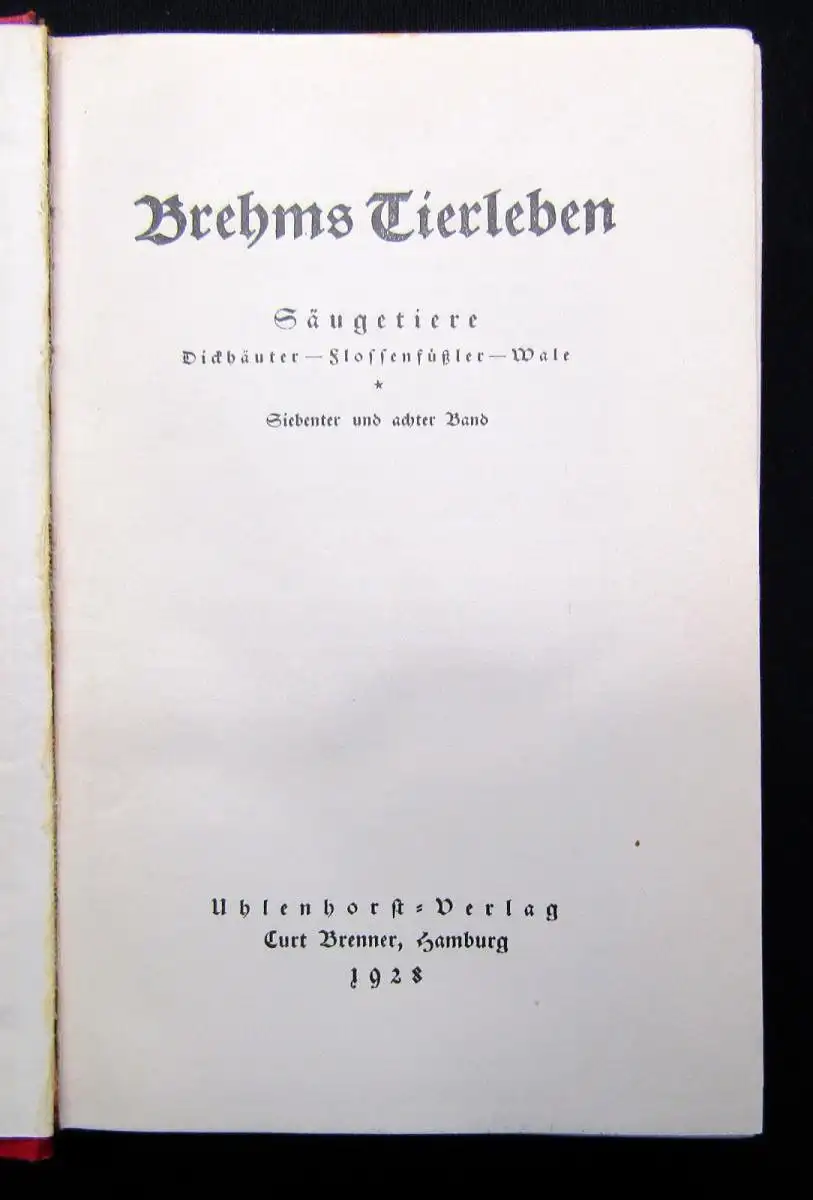 Brehms Tierleben
Säugetiere
Dickhäuter — Flossenfüßler — Wale
*
Siebenter und achter Band
Uhlenhorst-Verlag
Curt Brenner, Hamburg
1928